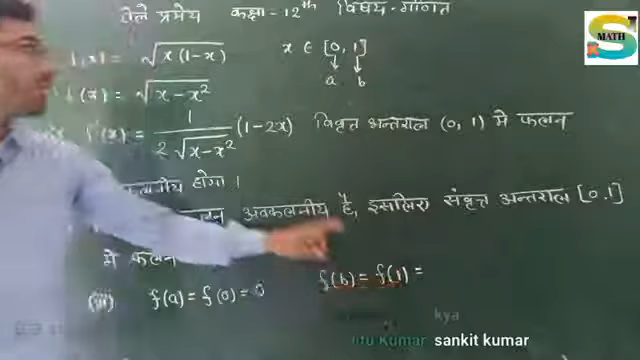 रोले प्रमेय कक्षा-12th विषय-गणित
S MATH
f(x) = √x(1-x) x ∈ [0, 1]
a b
f(x) = √x-x²
f'(x) = 1/2√x-x² (1-2x) विवृत्त अन्तराल (0, 1) मे फलन
होगा।
अवकलनीय है, इसलिए संवृत्त अन्तराल [0.1]
मे फलन
(iii) f(a) = f(0) = 0 f(b) = f(1) =
kya
kumar sankit kumar